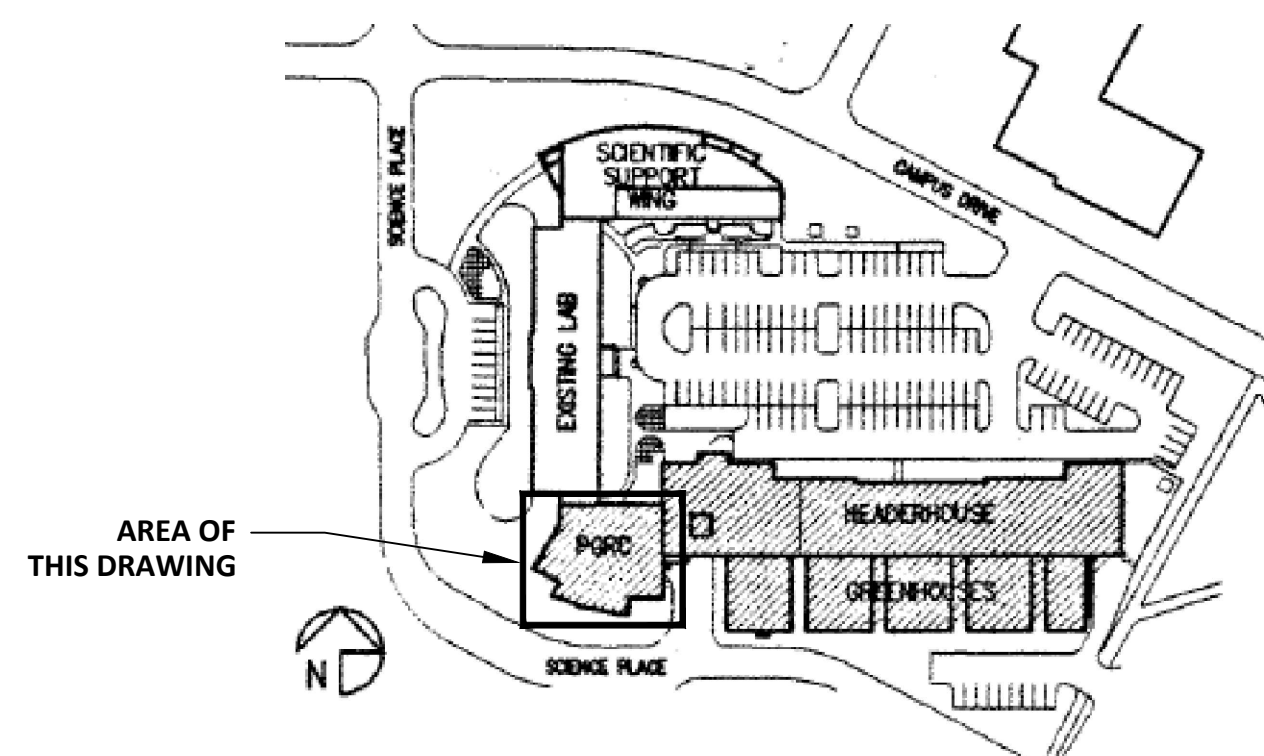 SCIENCE PLACE
SCIENTIFIC
SUPPORT
WING
CAMPUS DRIVE
EXISTING LAB
AREA OF
THIS DRAWING
PGRC
HEADERHOUSE
GREENHOUSES
N
SCIENCE PLACE